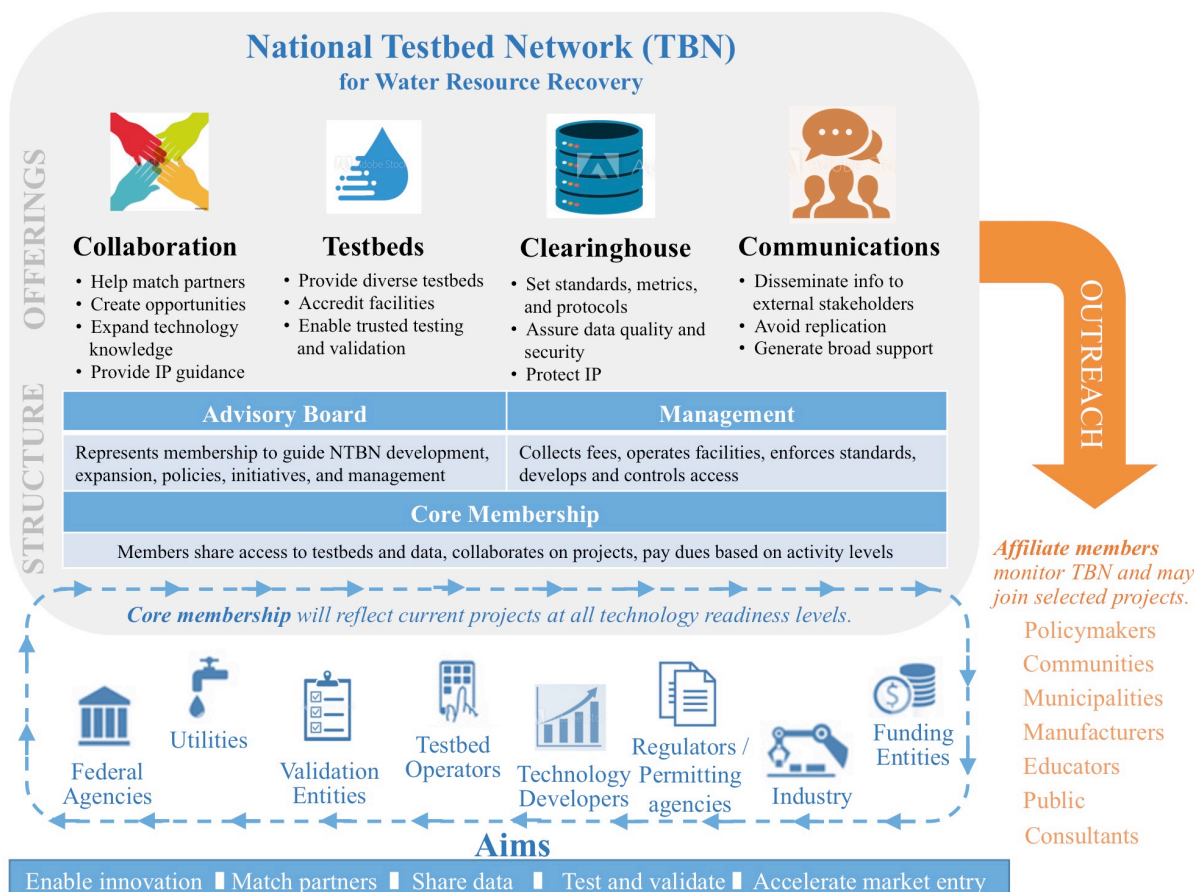 National Testbed Network (TBN)
for Water Resource Recovery
OFFERINGS
Collaboration
• Help match partners
• Create opportunities
• Expand technology
knowledge
• Provide IP guidance
Testbeds
• Provide diverse testbeds
• Accredit facilities
• Enable trusted testing
and validation
Clearinghouse
• Set standards, metrics,
and protocols
• Assure data quality and
security
• Protect IP
Communications
• Disseminate info to
external stakeholders
• Avoid replication
• Generate broad support
OUTREACH
STRUCTURE
Advisory Board
Represents membership to guide NTBN development,
expansion, policies, initiatives, and management
Management
Collects fees, operates facilities, enforces standards,
develops and controls access
Core Membership
Members share access to testbeds and data, collaborates on projects, pay dues based on activity levels
Core membership will reflect current projects at all technology readiness levels.
Federal
Agencies
Utilities
Validation
Entities
Testbed
Operators
Technology
Developers
Regulators /
Permitting
agencies
Industry
Funding
Entities
Affiliate members
monitor TBN and may
join selected projects.
Policymakers
Communities
Municipalities
Manufacturers
Educators
Public
Consultants
Aims
Enable innovation Match partners Share data Test and validate Accelerate market entry